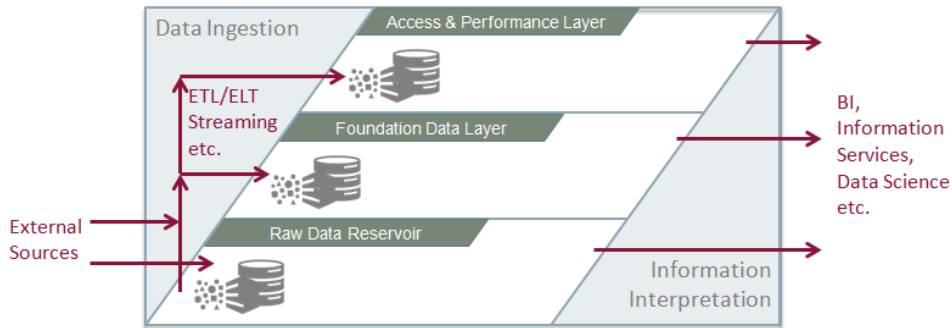 Data Ingestion
Access & Performance Layer
ETL/ELT
Streaming
etc.
Foundation Data Layer
BI,
Information
Services,
Data Science
etc.
External
Sources
Raw Data Reservoir
Information
Interpretation